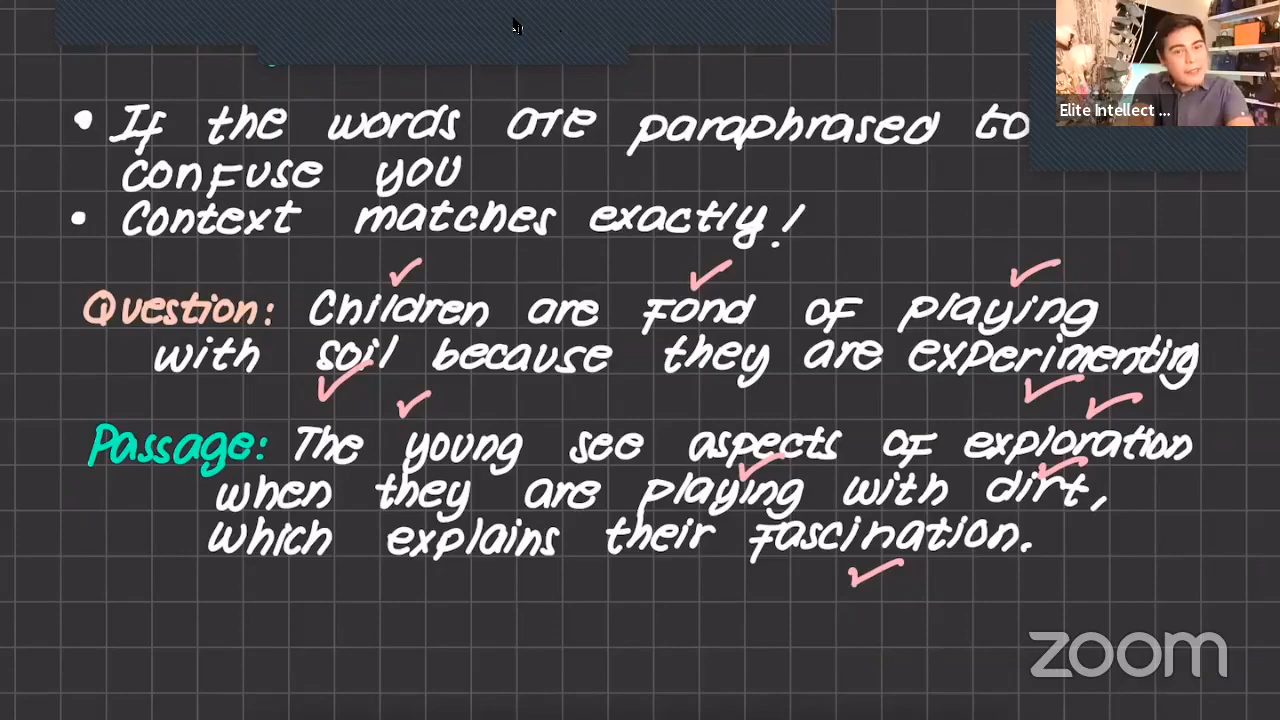 Elite Intellect ...
• If the words are paraphrased to
confuse you
• Context matches exactly!
Question: Children are fond of playing
with soil because they are experimenting
Passage: The young see aspects of exploration
when they are playing with dirt,
which explains their fascination.
zoom